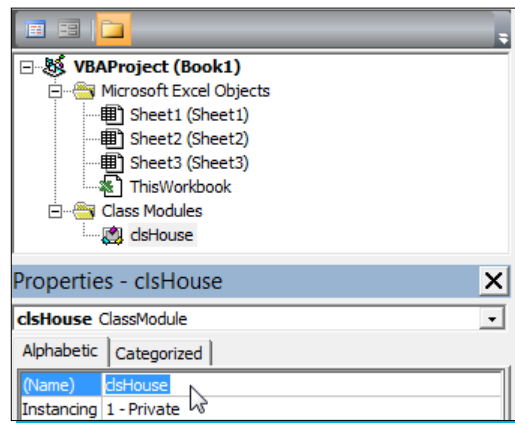 VBAProject (Book1)
Microsoft Excel Objects
Sheet1 (Sheet1)
Sheet2 (Sheet2)
Sheet3 (Sheet3)
ThisWorkbook
Class Modules
clsHouse
Properties - clsHouse
clsHouse ClassModule
Alphabetic Categorized
(Name) clsHouse
Instancing 1 - Private